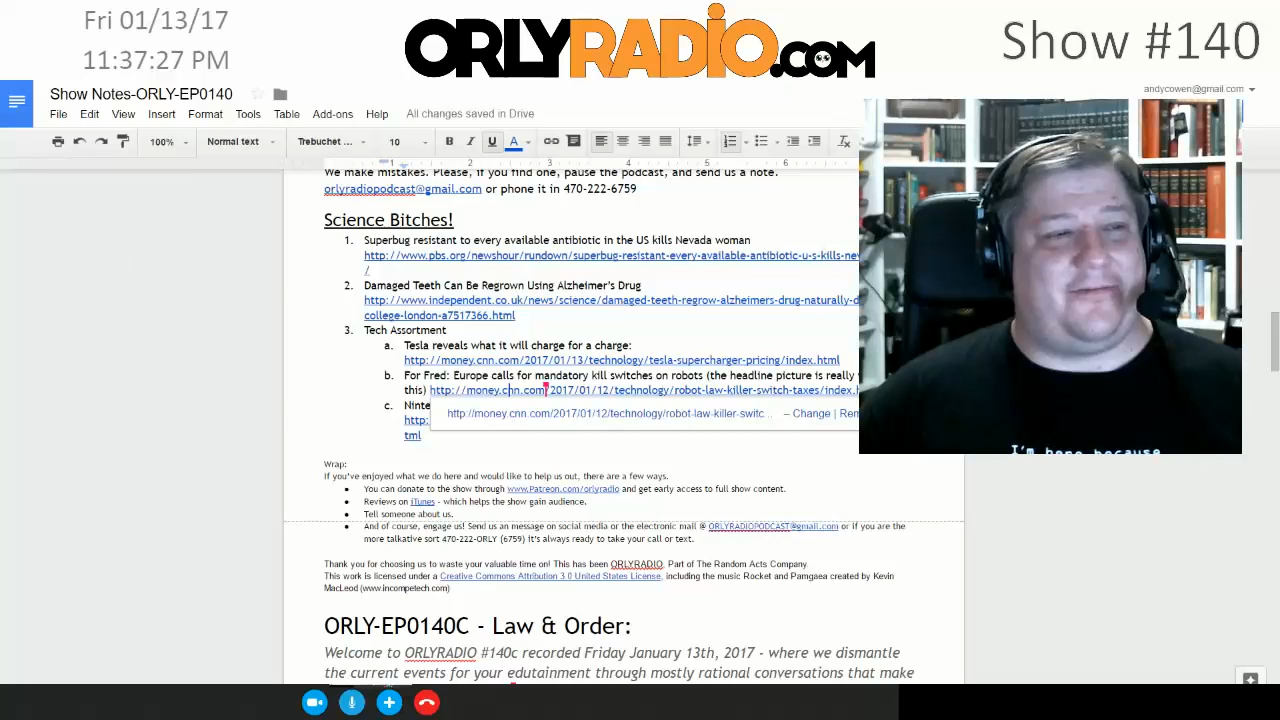 Fri 01/13/17
11:37:27 PM
ORLYRADIO.COM
Show #140
Show Notes-ORLY-EP0140
andycowen@gmail.com
File Edit View Insert Format Tools Table Add-ons Help All changes saved in Drive
100% Normal text Trebuchet ... 10
1 2 3 4 5 6
We make mistakes. Please, if you find one, pause the podcast, and send us a note.
orlyradiopodcast@gmail.com or phone it in 470-222-6759
Science Bitches!
1. Superbug resistant to every available antibiotic in the US kills Nevada woman
http://www.pbs.org/newshour/rundown/superbug-resistant-every-available-antibiotic-u-s-kills-nev
/
2. Damaged Teeth Can Be Regrown Using Alzheimer's Drug
http://www.independent.co.uk/news/science/damaged-teeth-regrow-alzheimers-drug-naturally-d
college-london-a7517366.html
3. Tech Assortment
a. Tesla reveals what it will charge for a charge:
http://money.cnn.com/2017/01/13/technology/tesla-supercharger-pricing/index.html
b. For Fred: Europe calls for mandatory kill switches on robots (the headline picture is really
this) http://money.cnn.com/2017/01/12/technology/robot-law-killer-switch-taxes/index.h
c. Ninte
http://money.cnn.com/2017/01/12/technology/robot-law-killer-switc... – Change | Rem
http:
tml
Wrap:
If you've enjoyed what we do here and would like to help us out, there are a few ways.
● You can donate to the show through www.Patreon.com/orlyradio and get early access to full show content.
● Reviews on iTunes - which helps the show gain audience.
● Tell someone about us.
● And of course, engage us! Send us an message on social media or the electronic mail @ ORLYRADIOPODCAST@gmail.com or if you are the
more talkative sort 470-222-ORLY (6759) it's always ready to take your call or text.
Thank you for choosing us to waste your valuable time on! This has been ORLYRADIO, Part of The Random Acts Company.
This work is licensed under a Creative Commons Attribution 3.0 United States License, including the music Rocket and Pamgaea created by Kevin
MacLeod (www.incompetech.com)
ORLY-EP0140C - Law & Order:
Welcome to ORLYRADIO #140c recorded Friday January 13th, 2017 - where we dismantle
the current events for your edutainment through mostly rational conversations that make
I'm here because